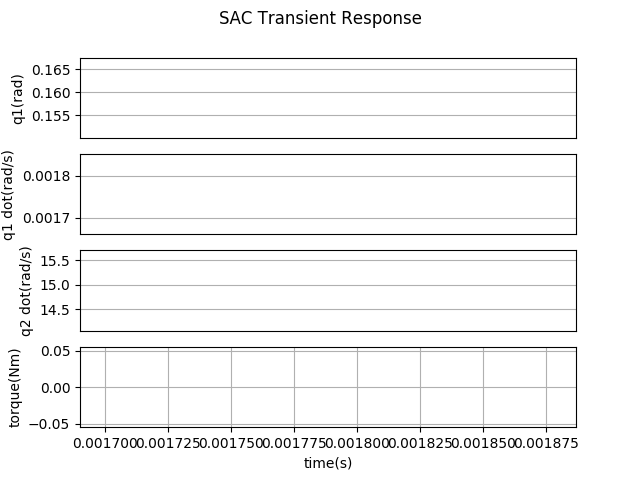 SAC Transient Response
0.165
0.160
0.155
q1(rad)
0.0018
0.0017
q1 dot(rad/s)
15.5
15.0
14.5
q2 dot(rad/s)
0.05
0.00
−0.05
torque(Nm)
0.001700 0.001725 0.001750 0.001775 0.001800 0.001825 0.001850 0.001875
time(s)